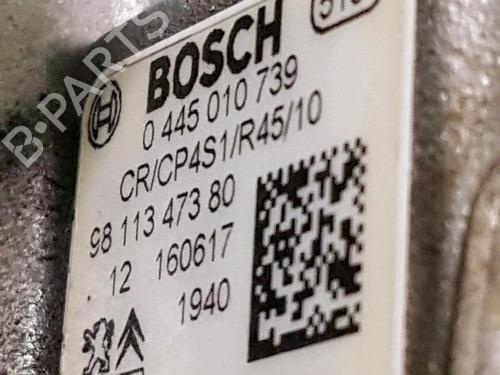 B-PARTS
BOSCH
0 445 010 739
CR/CP4S1/R45/10
98 113 473 80
. 12 160617
1940